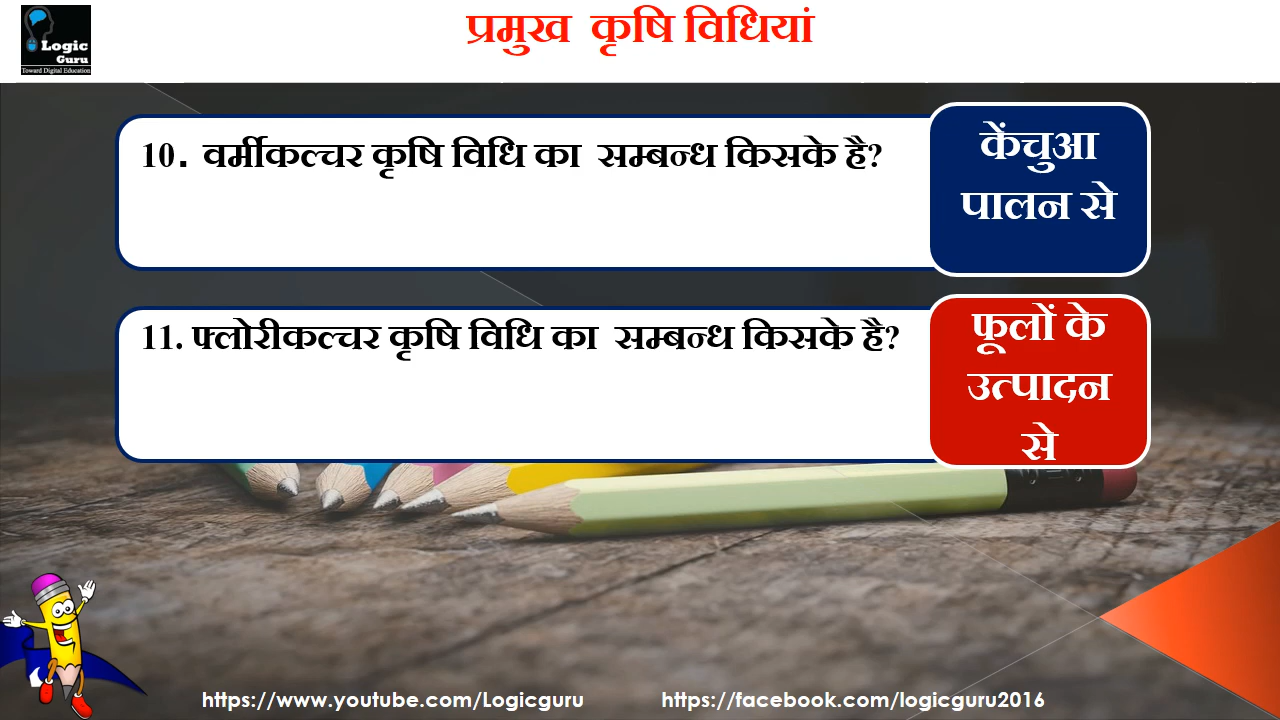 Logic
Guru
Toward Digital Education
प्रमुख कृषि विधियां
10. वर्मीकल्चर कृषि विधि का सम्बन्ध किसके है?
केंचुआ
पालन से
11. फ्लोरीकल्चर कृषि विधि का सम्बन्ध किसके है?
फूलों के
उत्पादन
से
https://www.youtube.com/Logicguru
https://facebook.com/logicguru2016